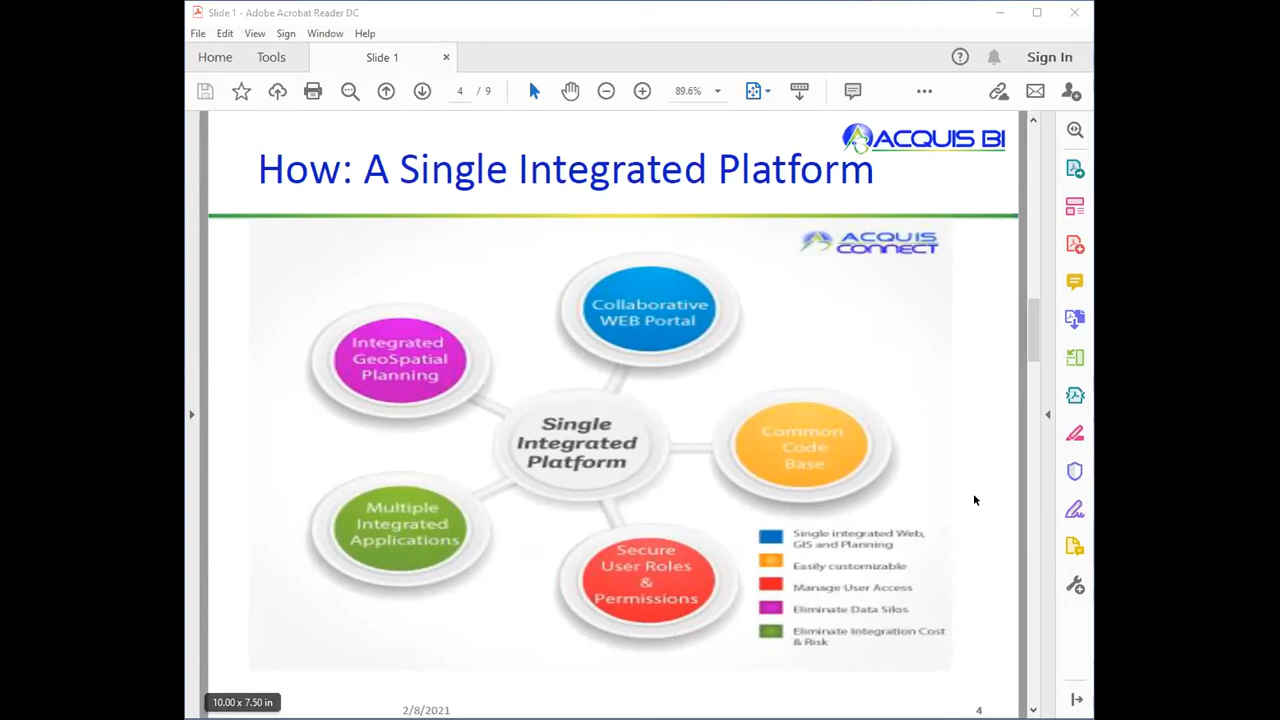 Slide 1 - Adobe Acrobat Reader DC
File Edit View Sign Window Help
Home Tools Slide 1 Sign In
4 / 9 89.6%
ACQUIS BI
How: A Single Integrated Platform
ACQUIS
CONNECT
Collaborative
WEB Portal
Integrated
GeoSpatial
Planning
Single
Integrated
Platform
Common
Code
Base
Multiple
Integrated
Applications
Secure
User Roles
&
Permissions
Single integrated Web,
GIS and Planning
Easily customizable
Manage User Access
Eliminate Data Silos
Eliminate Integration Cost
& Risk
10.00 x 7.50 in
2/8/2021 4